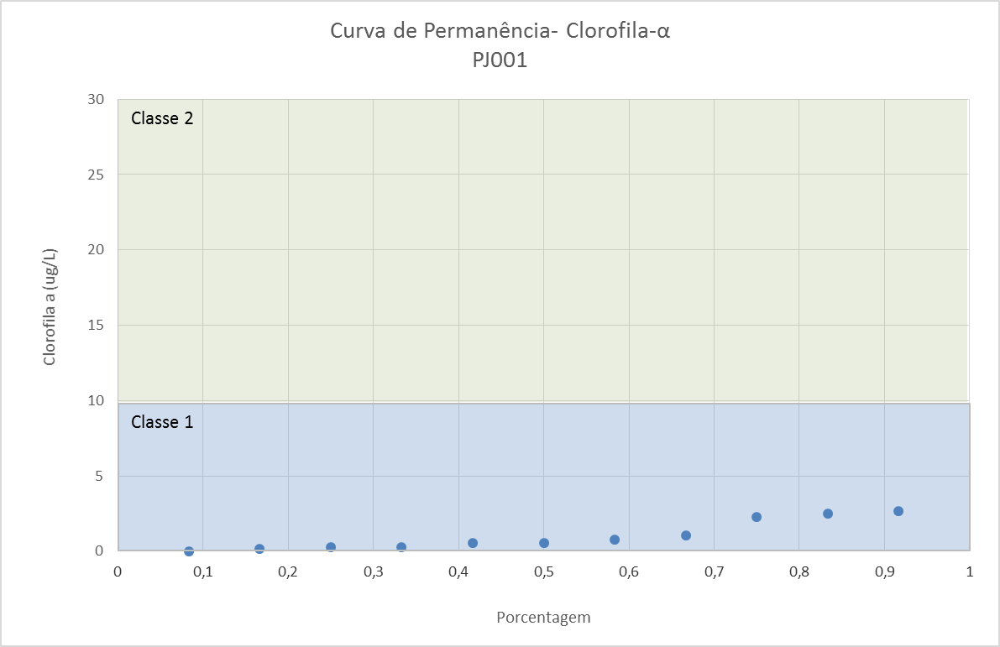 Curva de Permanência- Clorofila-α
PJ001
30
Classe 2
25
20
Clorofila a (ug/L)
15
10
Classe 1
5
0
0 0,1 0,2 0,3 0,4 0,5 0,6 0,7 0,8 0,9 1
Porcentagem